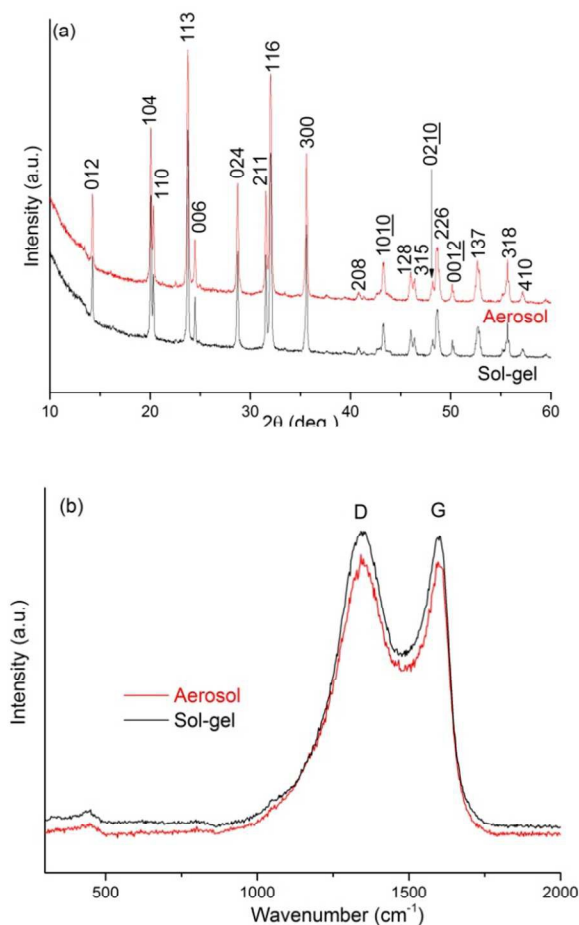 (a)
Intensity (a.u.)
012
104
110
113
006
024
211
116
300
208
1010
128
315
0210
226
0012
137
318
410
Aerosol
Sol-gel
10 20 30 40 50 60
2θ (deg.)
(b)
Intensity (a.u.)
D G
Aerosol
Sol-gel
500 1000 1500 2000
Wavenumber (cm⁻¹)